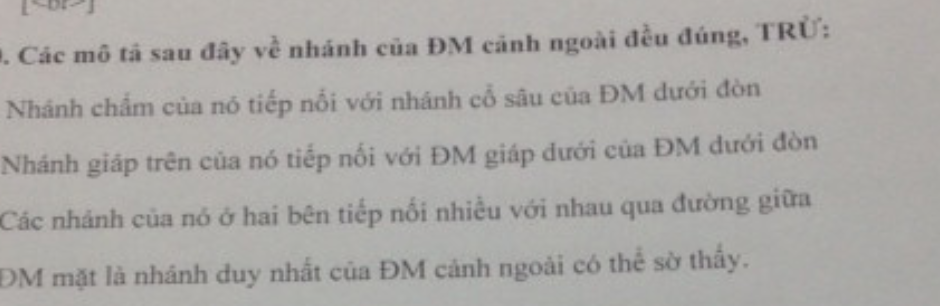 . Các mô tả sau đây về nhánh của ĐM cảnh ngoài đều đúng, TRỪ:
Nhánh chẩm của nó tiếp nối với nhánh cổ sâu của ĐM dưới đòn
Nhánh giáp trên của nó tiếp nối với ĐM giáp dưới của ĐM dưới đòn
Các nhánh của nó ở hai bên tiếp nối nhiều với nhau qua đường giữa
ĐM mặt là nhánh duy nhất của ĐM cảnh ngoài có thể sờ thấy.